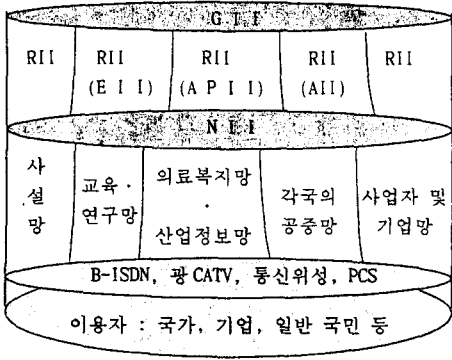 G I I
RII RII RII RII RII
(E I I) (A P I I) (AII)
N I I
사설망
교육·연구망
의료복지망·산업정보망
각국의 공중망
사업자 및 기업망
B-ISDN, 광 CATV, 통신위성, PCS
이용자 : 국가, 기업, 일반 국민 등